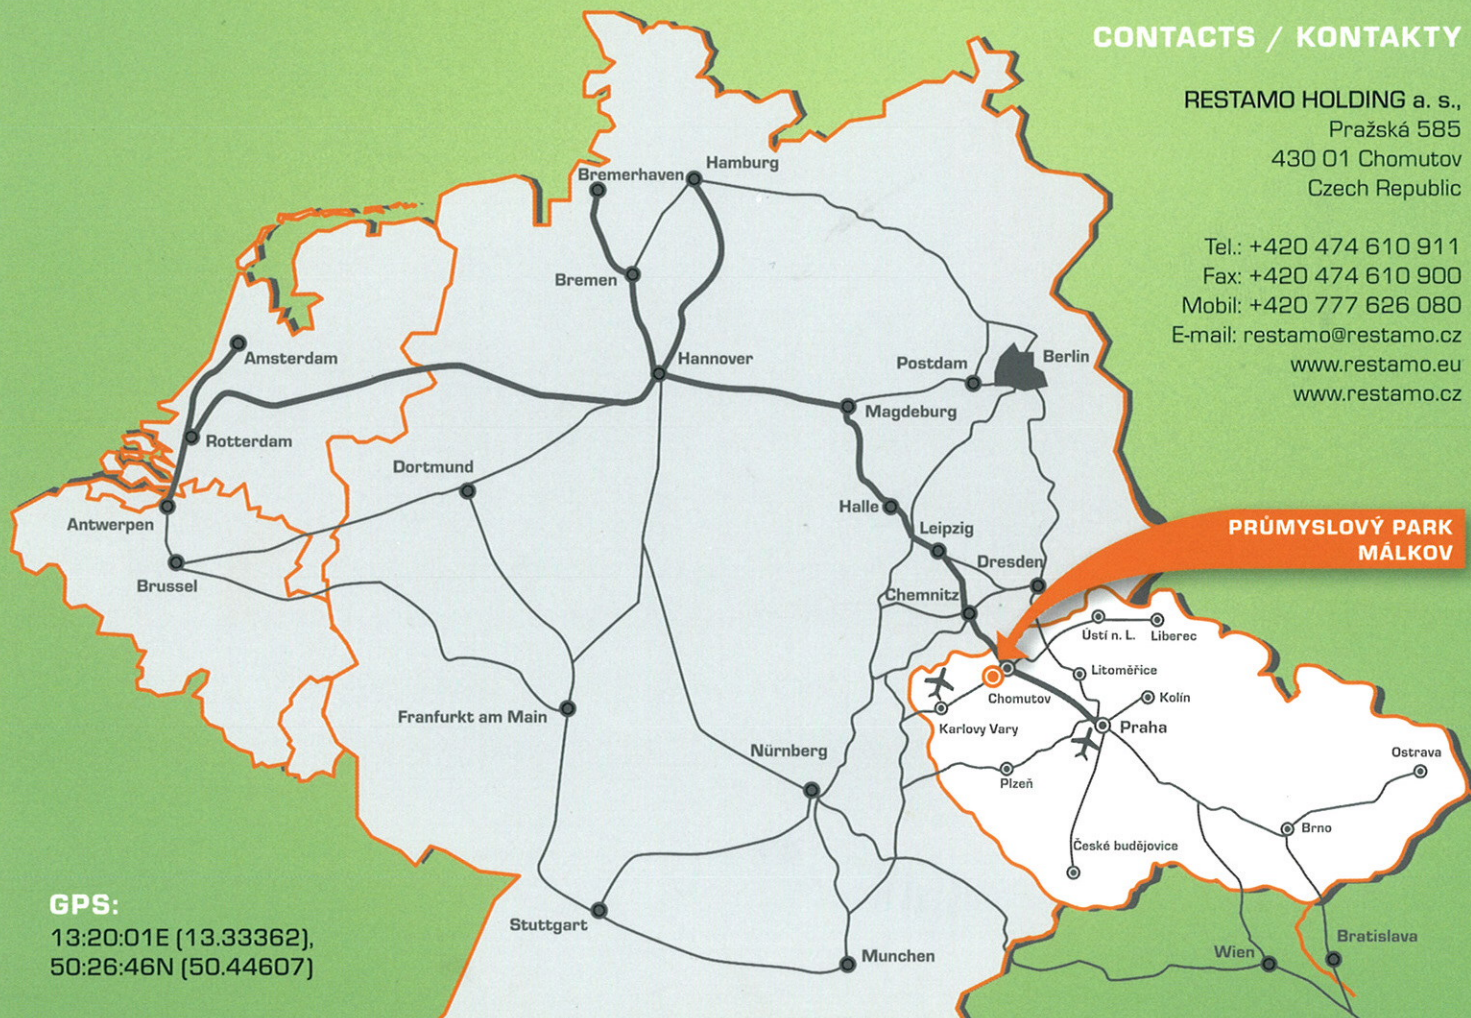 CONTACTS / KONTAKTY
RESTAMO HOLDING a. s.,
Pražská 585
430 01 Chomutov
Czech Republic
Tel.: +420 474 610 911
Fax: +420 474 610 900
Mobil: +420 777 626 080
E-mail: restamo@restamo.cz
www.restamo.eu
www.restamo.cz
Hamburg
Bremerhaven
Bremen
Amsterdam
Hannover
Postdam
Berlin
Magdeburg
Rotterdam
Dortmund
Halle
Antwerpen
Leipzig
PRŮMYSLOVÝ PARK
MÁLKOV
Dresden
Brussel
Chemnitz
Ústí n. L.
Liberec
Litoměřice
Chomutov
Kolín
Franfurkt am Main
Karlovy Vary
Praha
Nürnberg
Ostrava
Plzeň
Brno
České budějovice
GPS:
13:20:01E (13.33362),
50:26:46N (50.44607)
Stuttgart
Munchen
Wien
Bratislava